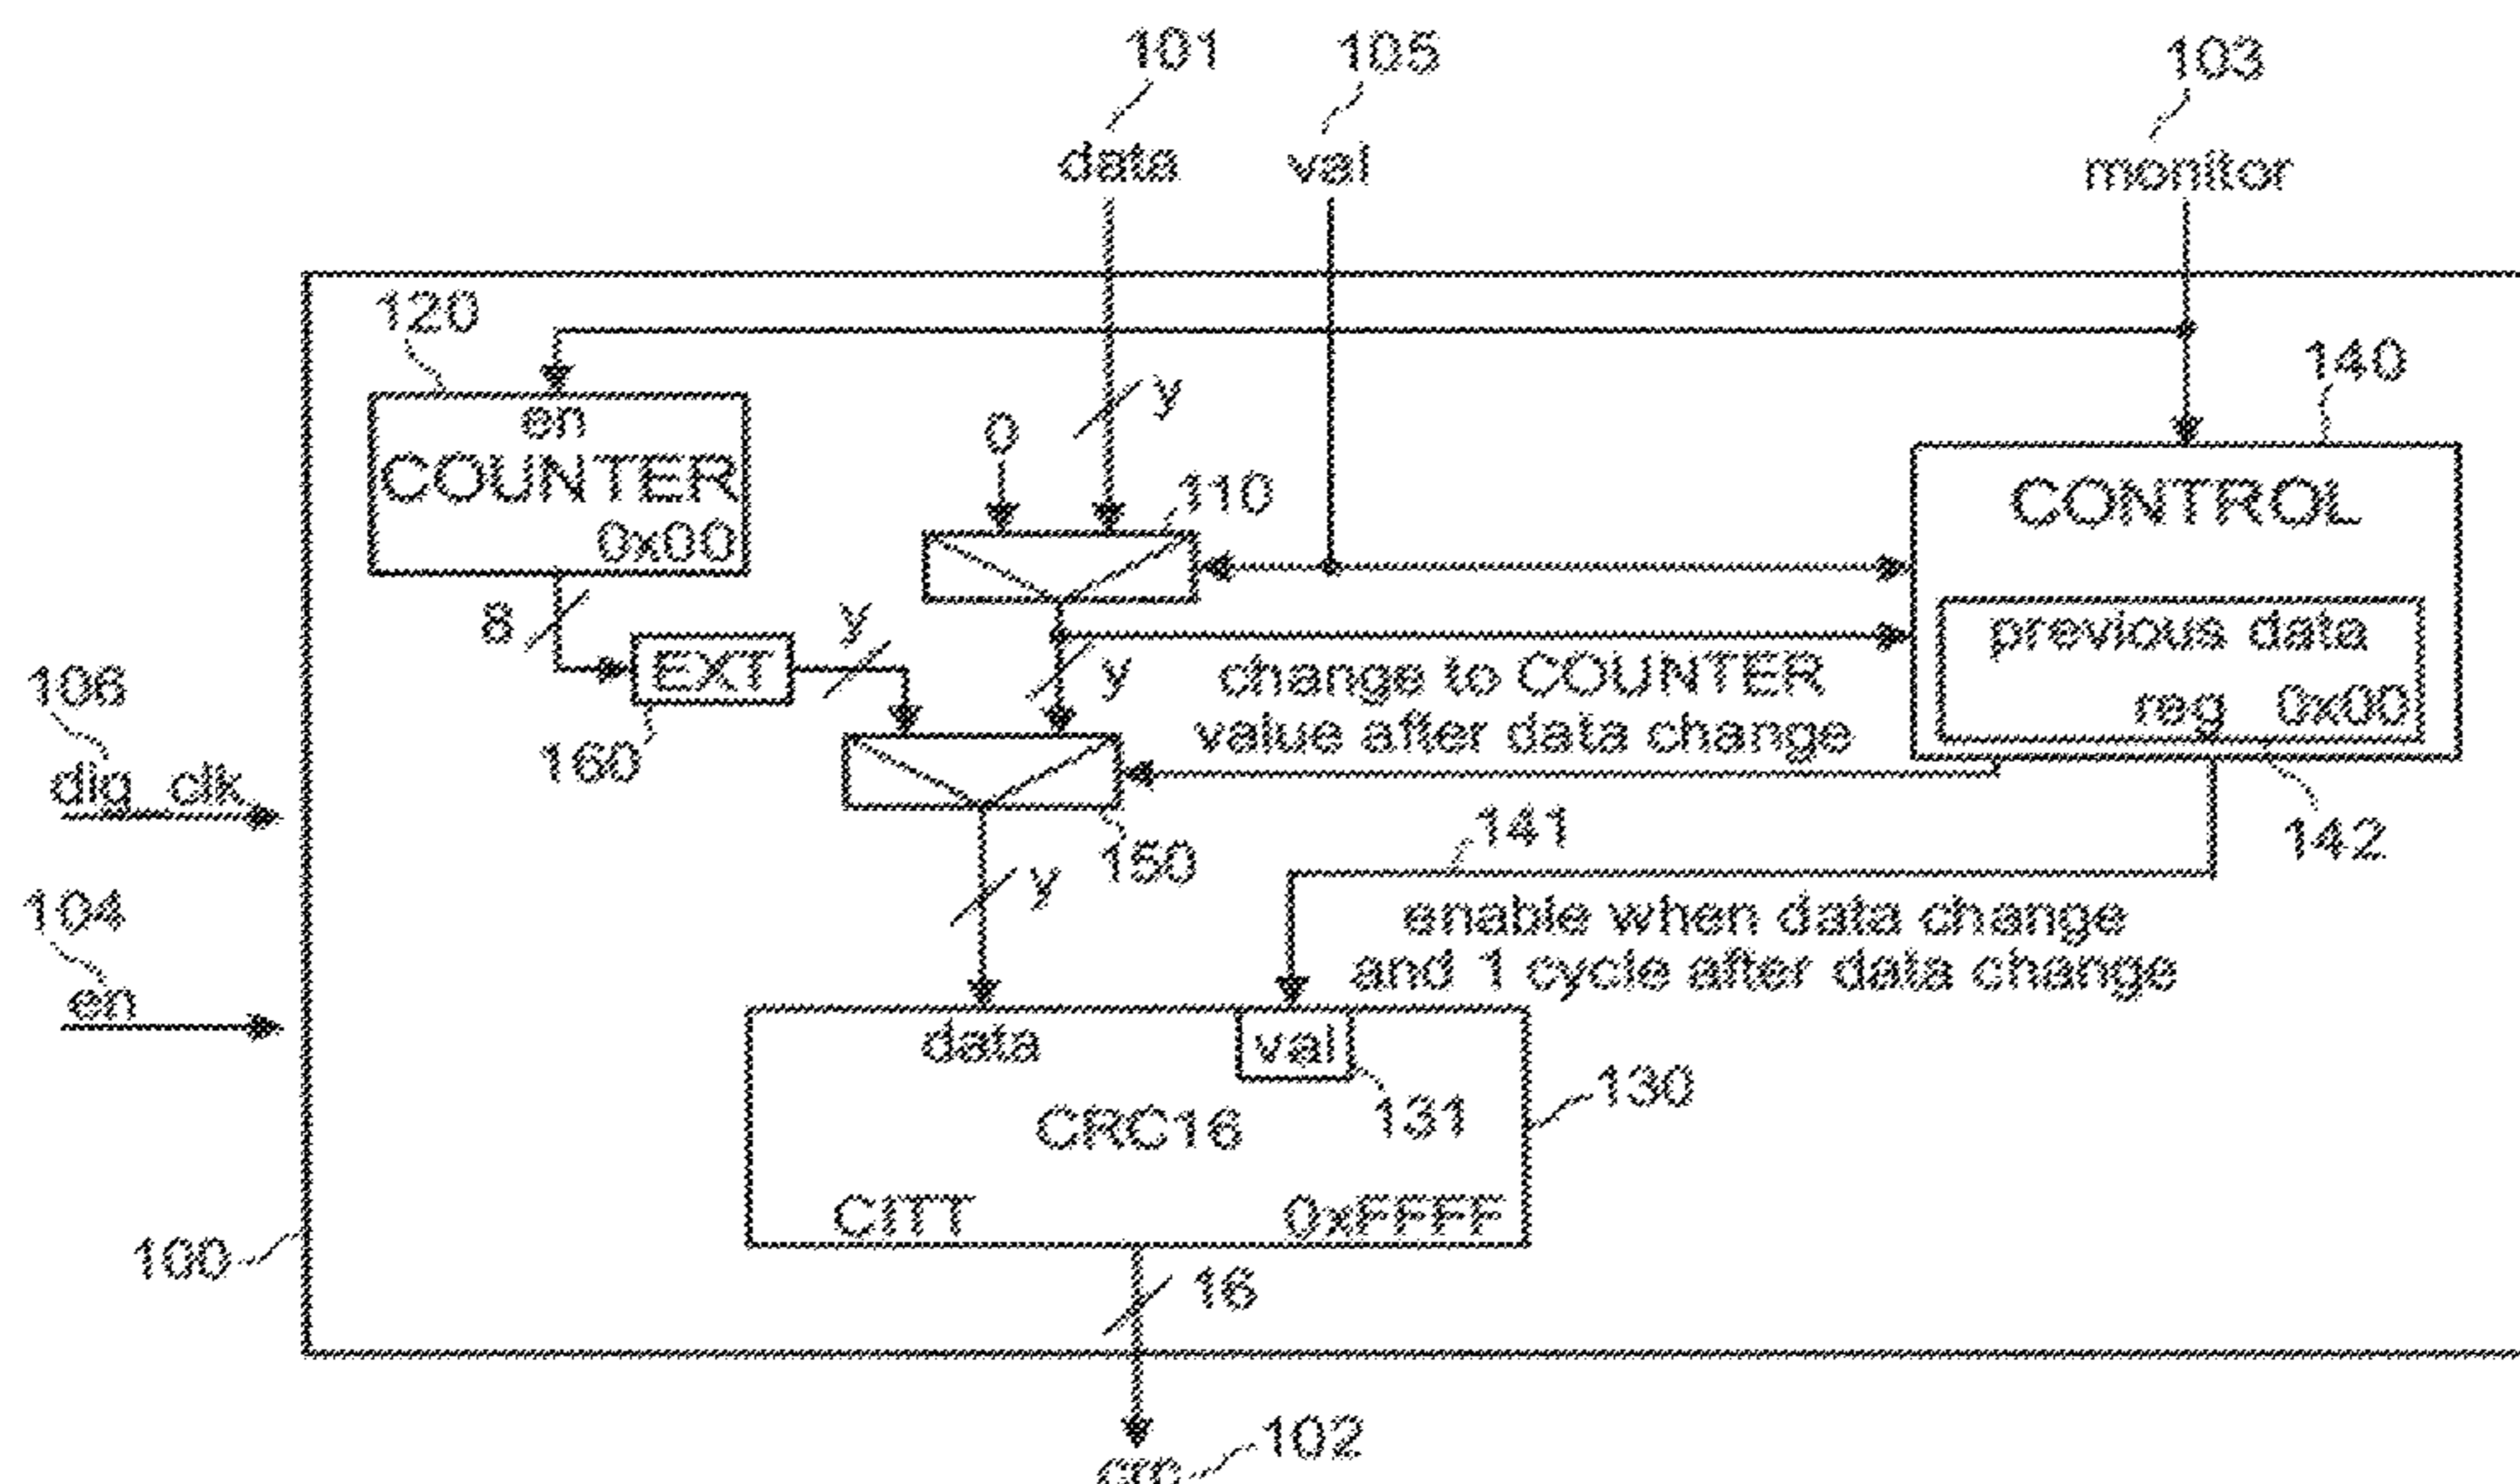 101
105
103
data
val
monitor
120
140
en
COUNTER
0x00
y
0
110
CONTROL
8
EXT
160
y
y
previous data
reg 0x00
change to COUNTER
value after data change
106
dig_clk
150
142
141
y
enable when data change
and 1 cycle after data change
104
en
data
val
131
130
CRC16
CITT
0xFFFF
100
16
102
crc